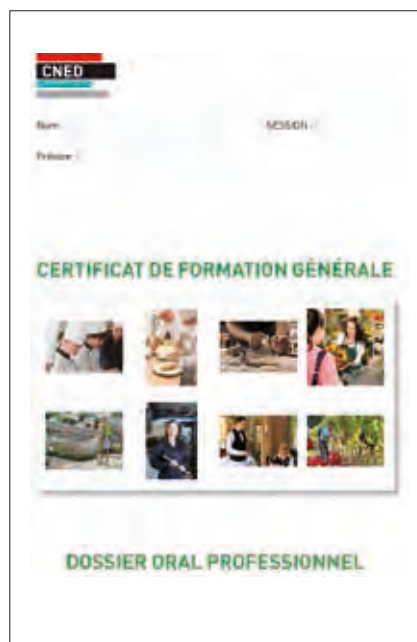 CNED
Nom
SESSION :
Prénom :
CERTIFICAT DE FORMATION GÉNÉRALE
DOSSIER ORAL PROFESSIONNEL